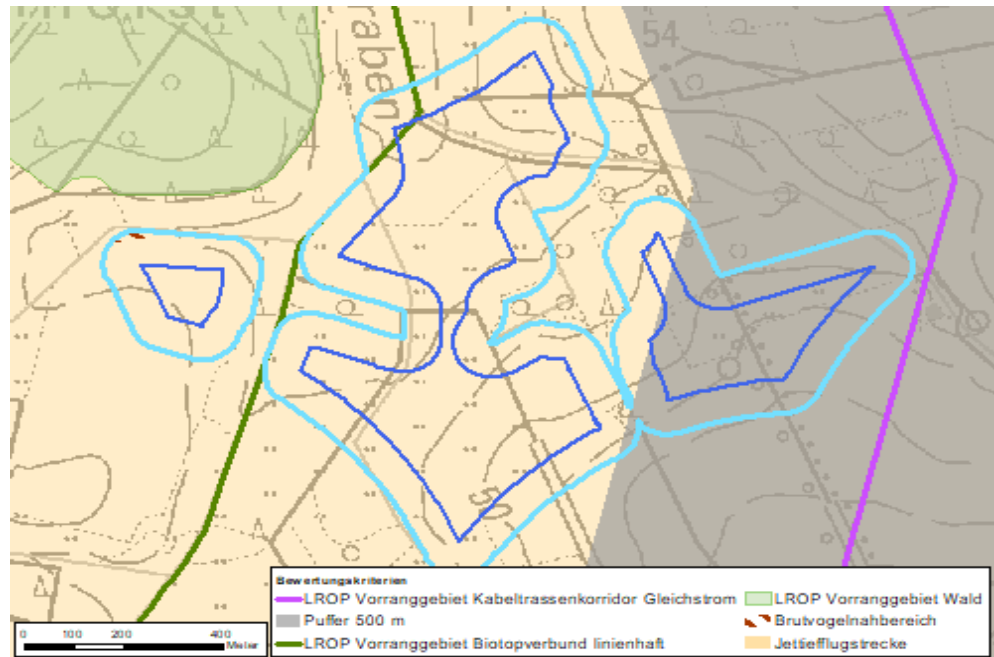 raben
54
50
Bewertungskriterien
LROP Vorranggebiet Kabeltrassenkorridor Gleichstrom
Puffer 500 m
LROP Vorranggebiet Biotopverbund linienhaft
LROP Vorranggebiet Wald
Brutvogelnahbereich
Jettiefflugstrecke
0 100 200 400
Meter